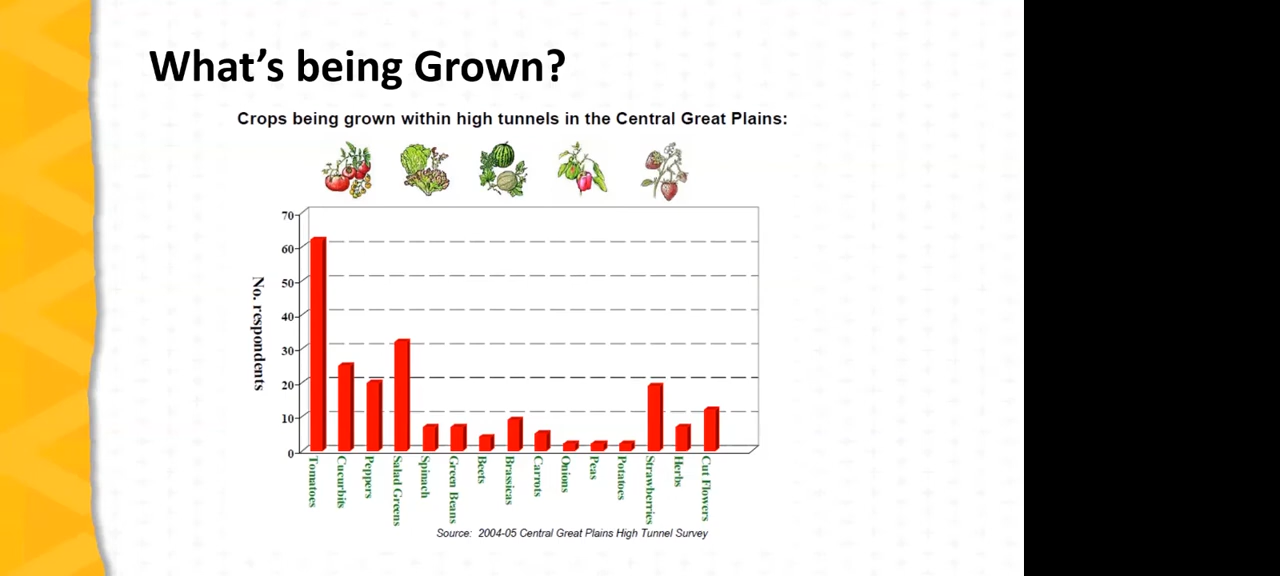 What's being Grown?
Crops being grown within high tunnels in the Central Great Plains:
70
60
50
40
30
20
10
0
No. respondents
Tomatoes
Cucurbits
Peppers
Salad Greens
Spinach
Green Beans
Beets
Brassicas
Carrots
Onions
Peas
Potatoes
Strawberries
Herbs
Cut Flowers
Source: 2004-05 Central Great Plains High Tunnel Survey